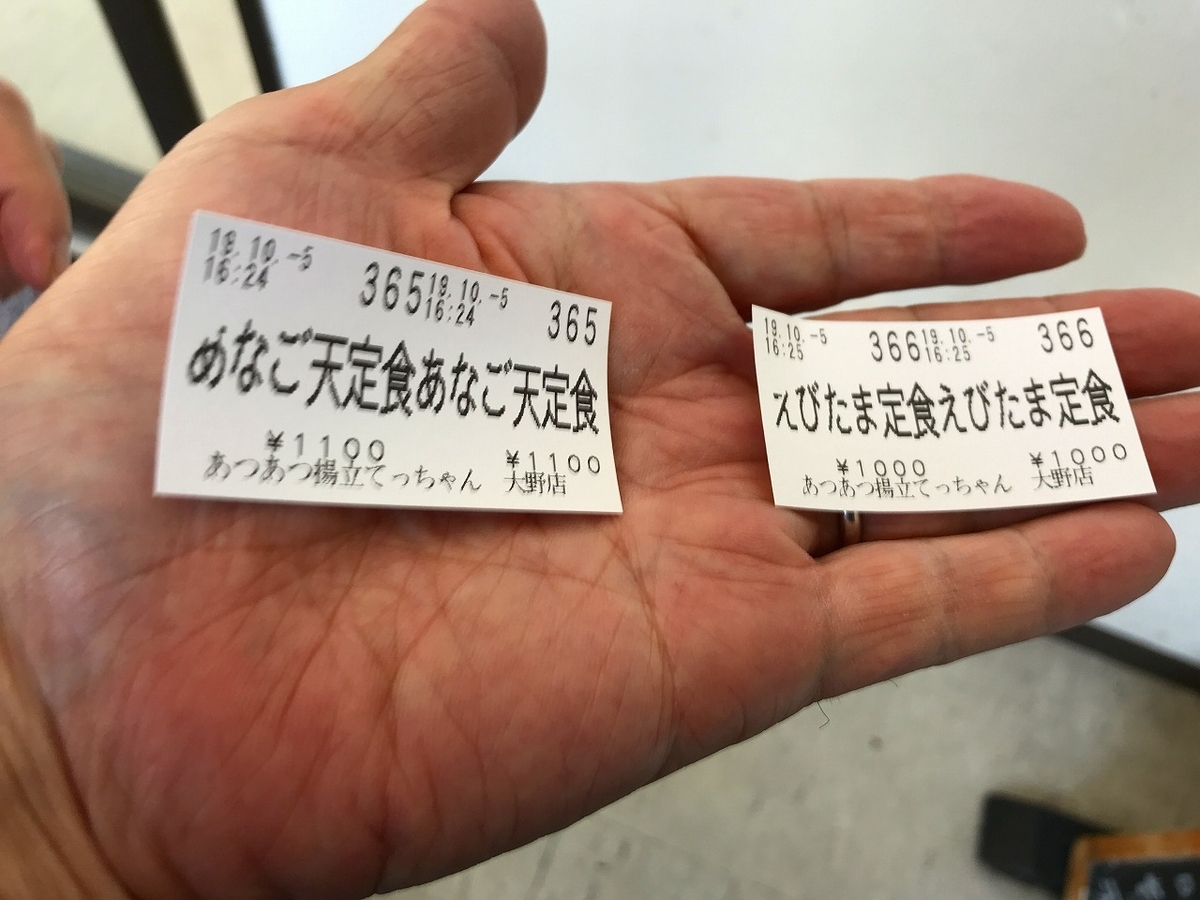 19.10.-5 365 19.10.-5 365
16:24 16:24
あなご天定食あなご天定食
¥1100 ¥1100
あつあつ揚立てっちゃん 大野店
19.10.-5 366 19.10.-5 366
16:25 16:25
えびたま定食えびたま定食
¥1000 ¥1000
あつあつ揚立てっちゃん 大野店